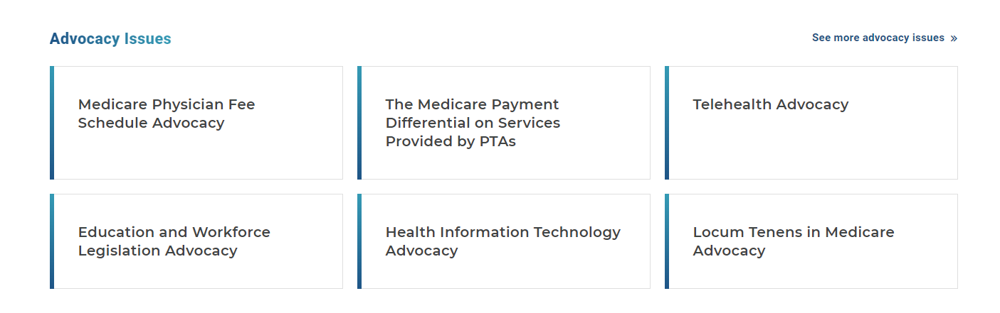 Advocacy Issues
See more advocacy issues »
Medicare Physician Fee
Schedule Advocacy
The Medicare Payment
Differential on Services
Provided by PTAs
Telehealth Advocacy
Education and Workforce
Legislation Advocacy
Health Information Technology
Advocacy
Locum Tenens in Medicare
Advocacy